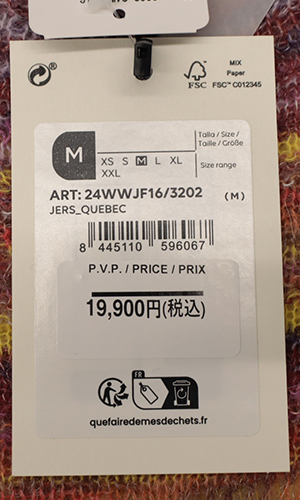 MIX
Paper
FSC
FSC™ C012345
M
Talla / Size /
Taille / Größe
XS S M L XL
XXL
Size range
ART: 24WWJF16/3202
(M)
JERS_QUEBEC
8 445110 596067
P.V.P. / PRICE / PRIX
19,900円(税込)
FR
quefairedemesdechets.fr